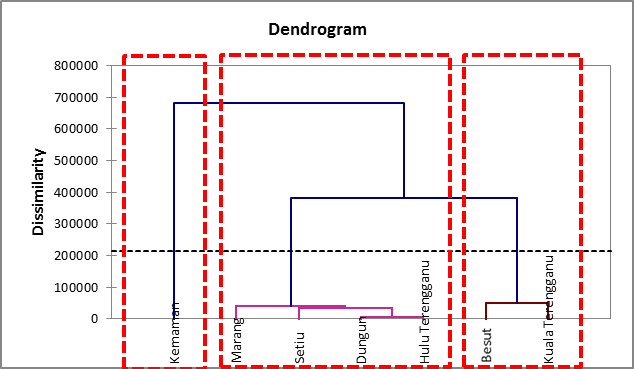 Dendrogram
Dissimilarity
800000
700000
600000
500000
400000
300000
200000
100000
0
Kemaman
Marang
Setiu
Dungun
Hulu Terengganu
Besut
Kuala Terengganu